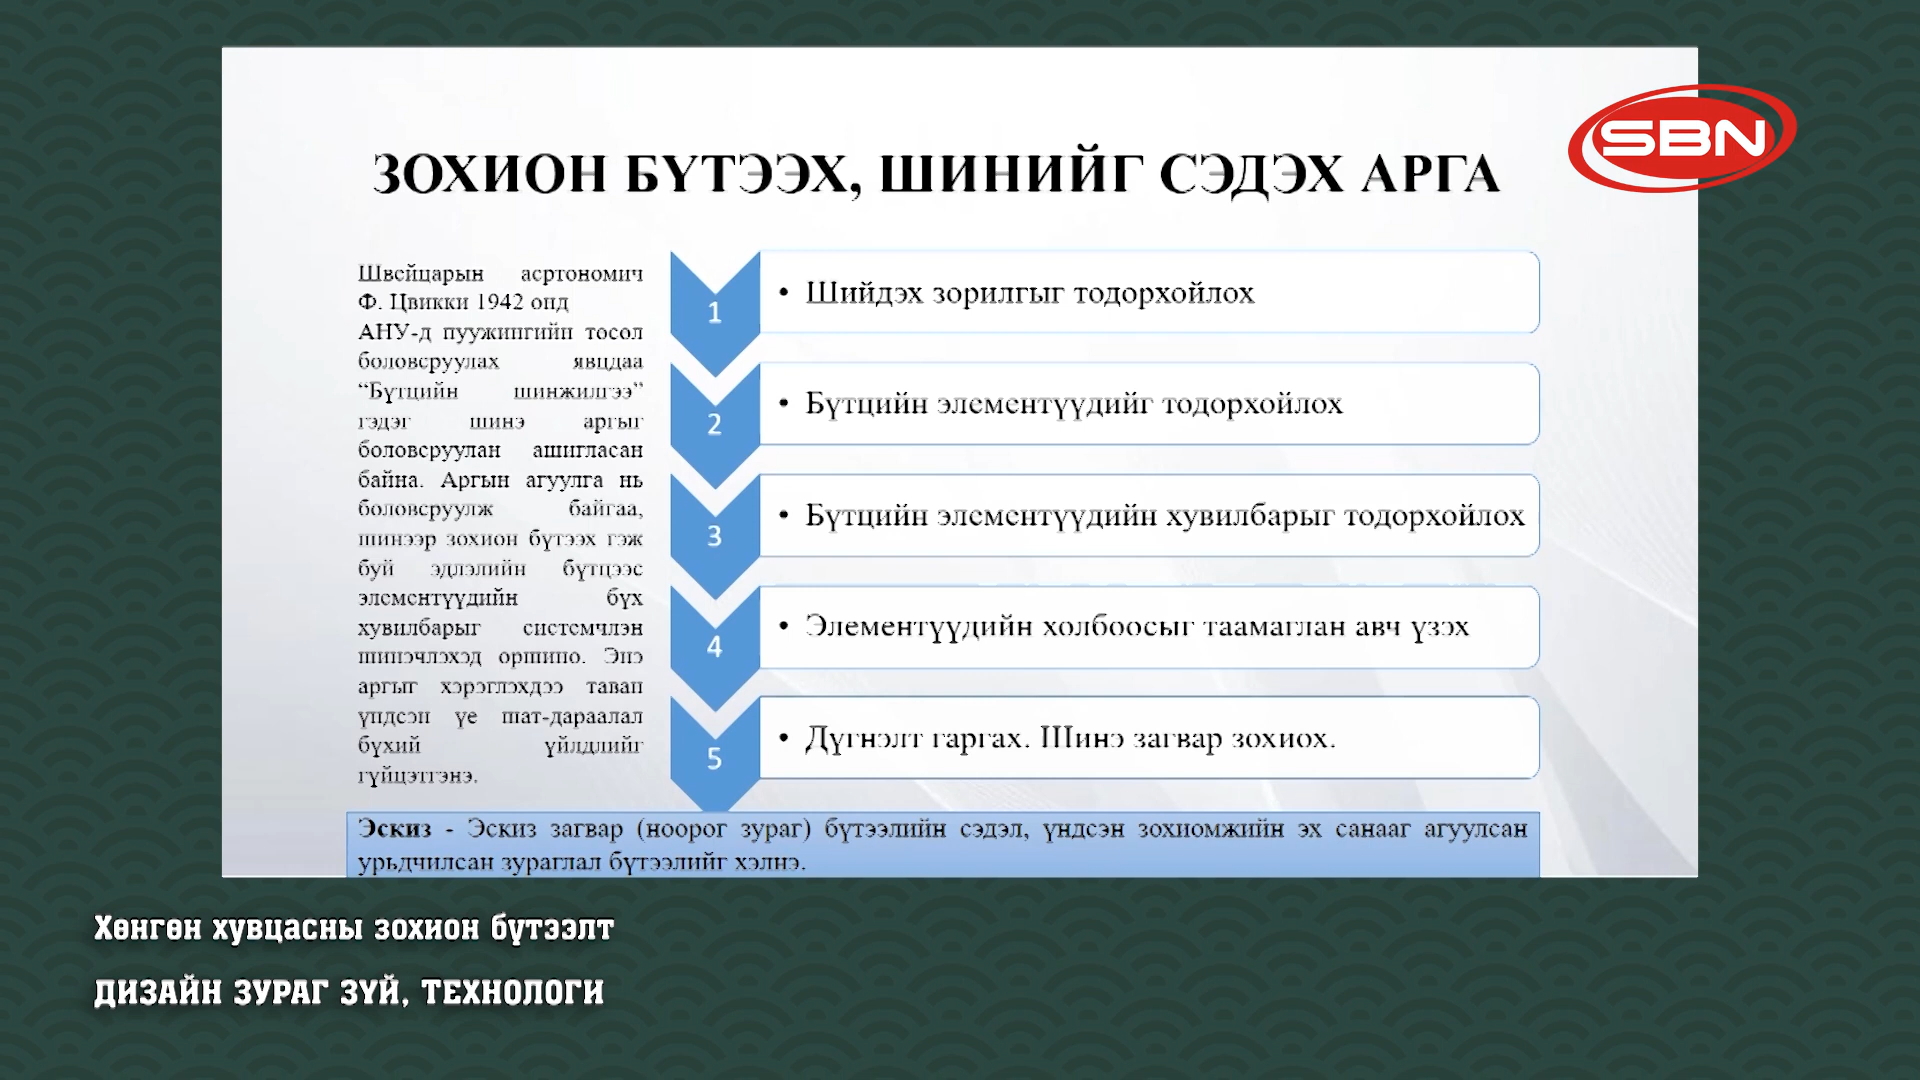 SBN
ЗОХИОН БҮТЭЭХ, ШИНИЙГ СЭДЭХ АРГА
Швейцарын асртономич
Ф. Цвикки 1942 онд
АНУ-д пуужингийн тосол
боловсруулах явцдаа
“Бүтцийн шинжилгээ”
гэдэг шинэ аргыг
боловсруулан ашигласан
байна. Аргын агуулга нь
боловсруулж байгаа,
шинээр зохион бүтээх гэж
буй эдлэлийн бүтцээс
элементүүдийн бүх
хувилбарыг системчлэн
шинэчлэхэд оршино. Энэ
аргыг хэрэглэхдээ таван
үндсэн үе шат-дараалал
бүхий үйлдлийг
гүйцэтгэнэ.
1
• Шийдэх зорилгыг тодорхойлох
2
• Бүтцийн элементүүдийг тодорхойлох
3
• Бүтцийн элементүүдийн хувилбарыг тодорхойлох
4
• Элементүүдийн холбоосыг таамаглан авч үзэх
5
• Дүгнэлт гаргах. Шинэ загвар зохиох.
Эскиз - Эскиз загвар (ноорог зураг) бүтээлийн сэдэл, үндсэн зохиомжийн эх санааг агуулсан
урьдчилсан зураглал бүтээлийг хэлнэ.
Хөнгөн хувцасны зохион бүтээлт
ДИЗАЙН ЗУРАГ ЗҮЙ, ТЕХНОЛОГИ